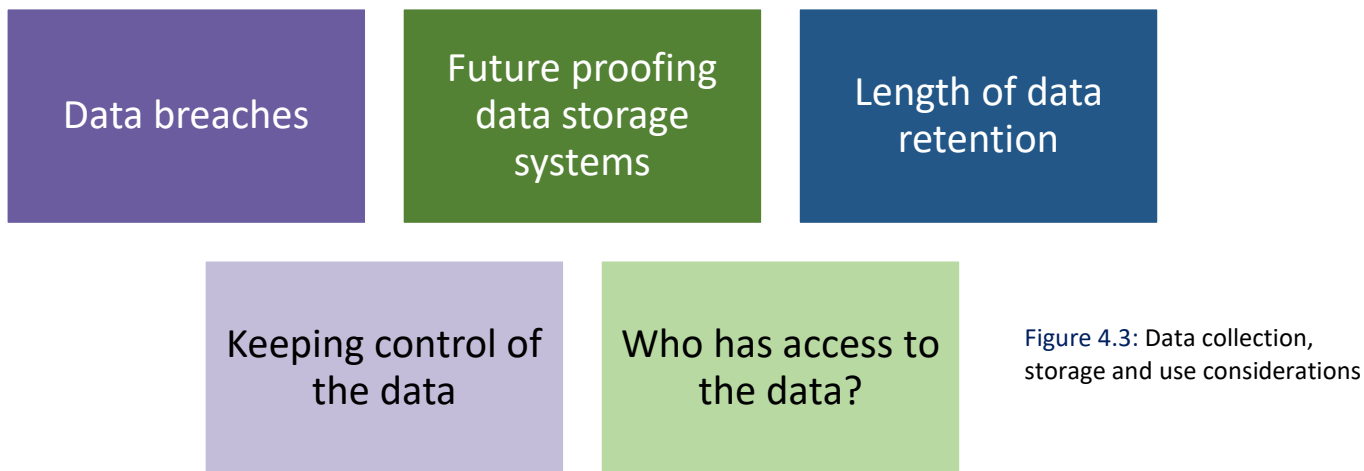 Data breaches
Future proofing
data storage
systems
Length of data
retention
Keeping control of
the data
Who has access to
the data?
Figure 4.3: Data collection,
storage and use considerations